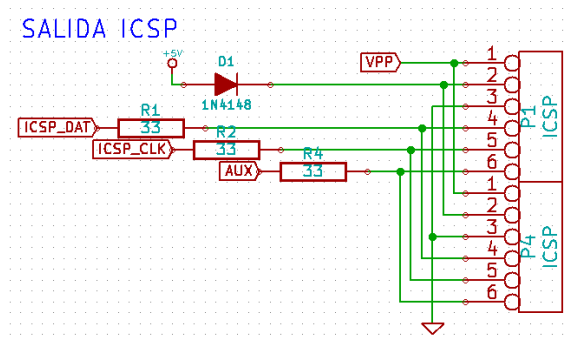 SALIDA ICSP
+5V
D1
1N4148
VPP
ICSP_DAT
R1
33
ICSP_CLK
R2
33
AUX
R4
33
1
2
3
4
5
6
P1
ICSP
1
2
3
4
5
6
P4
ICSP